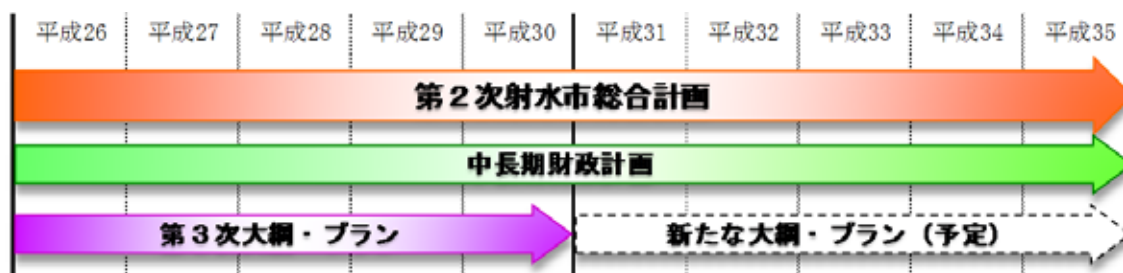 平成26 平成27 平成28 平成29 平成30 平成31 平成32 平成33 平成34 平成35
第2次射水市総合計画
中長期財政計画
第3次大綱・プラン 新たな大綱・プラン（予定）